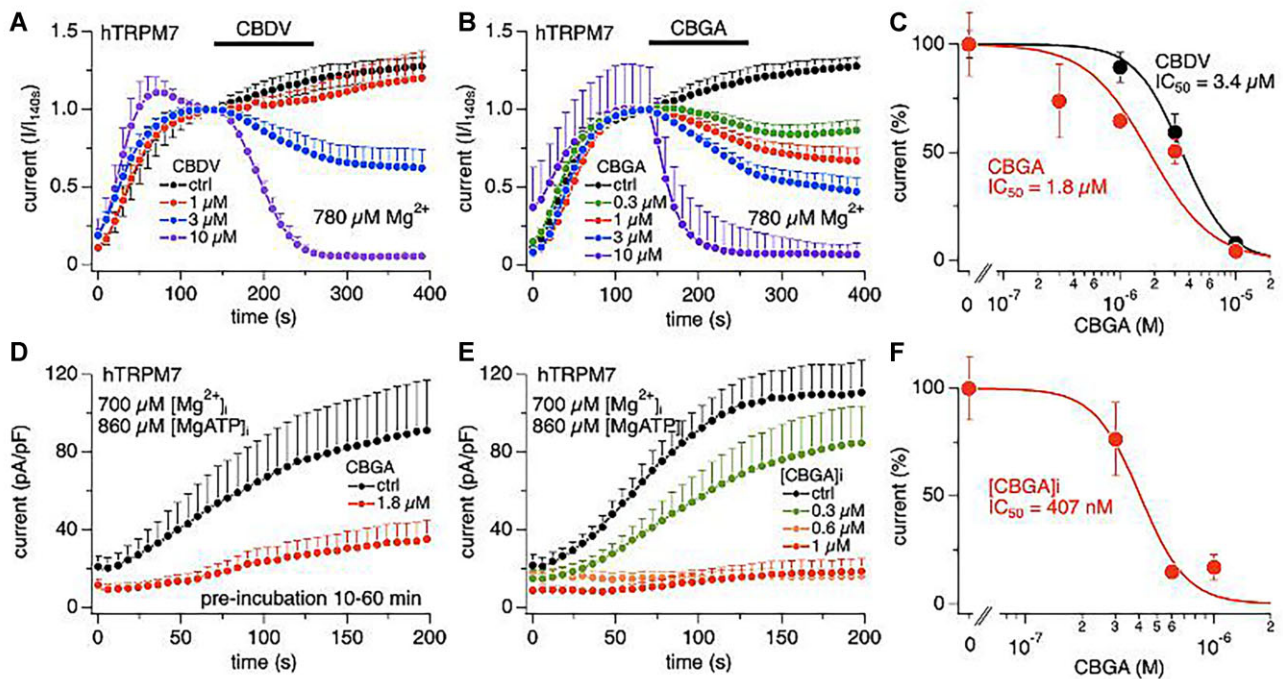 A
hTRPM7
CBDV
1.5
1.0
0.5
0
current (I/I140s)
CBDV
ctrl
1 µM
3 µM
10 µM
780 µM Mg2+
0
100
200
300
400
time (s)
B
hTRPM7
CBGA
1.5
1.0
0.5
0
current (I/I140s)
CBGA
ctrl
0.3 µM
1 µM
3 µM
10 µM
780 µM Mg2+
0
100
200
300
400
time (s)
C
100
50
0
current (%)
CBDV
IC50 = 3.4 µM
CBGA
IC50 = 1.8 µM
0
10-7
2
4
6
10-6
2
4
6
10-5
2
CBGA (M)
D
hTRPM7
700 µM [Mg2+]i
860 µM [MgATP]i
120
80
40
0
current (pA/pF)
CBGA
ctrl
1.8 µM
pre-incubation 10-60 min
0
50
100
150
200
time (s)
E
hTRPM7
700 µM [Mg2+]i
860 µM [MgATP]
120
80
40
0
current (pA/pF)
[CBGA]i
ctrl
0.3 µM
0.6 µM
1 µM
0
50
100
150
200
time (s)
F
100
50
0
current (%)
[CBGA]i
IC50 = 407 nM
0
10-7
2
3
4
5
6
10-6
2
CBGA (M)